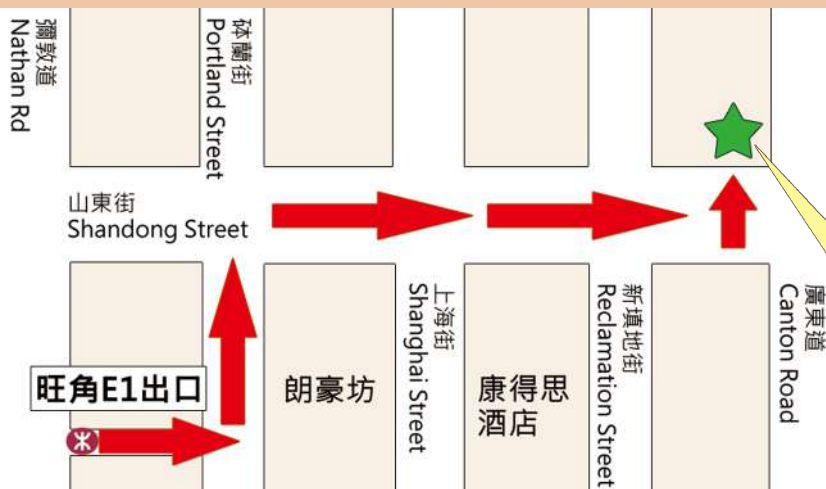 彌敦道
Nathan Rd
砵蘭街
Portland Street
山東街
Shandong Street
旺角E1出口
朗豪坊
上海街
Shanghai Street
康得思
酒店
新填地街
Reclamation Street
廣東道
Canton Road